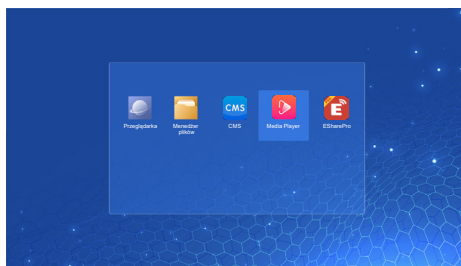 CMS
E
Przeglądarka
Menedżer
plików
CMS
Media Player
ESharePro